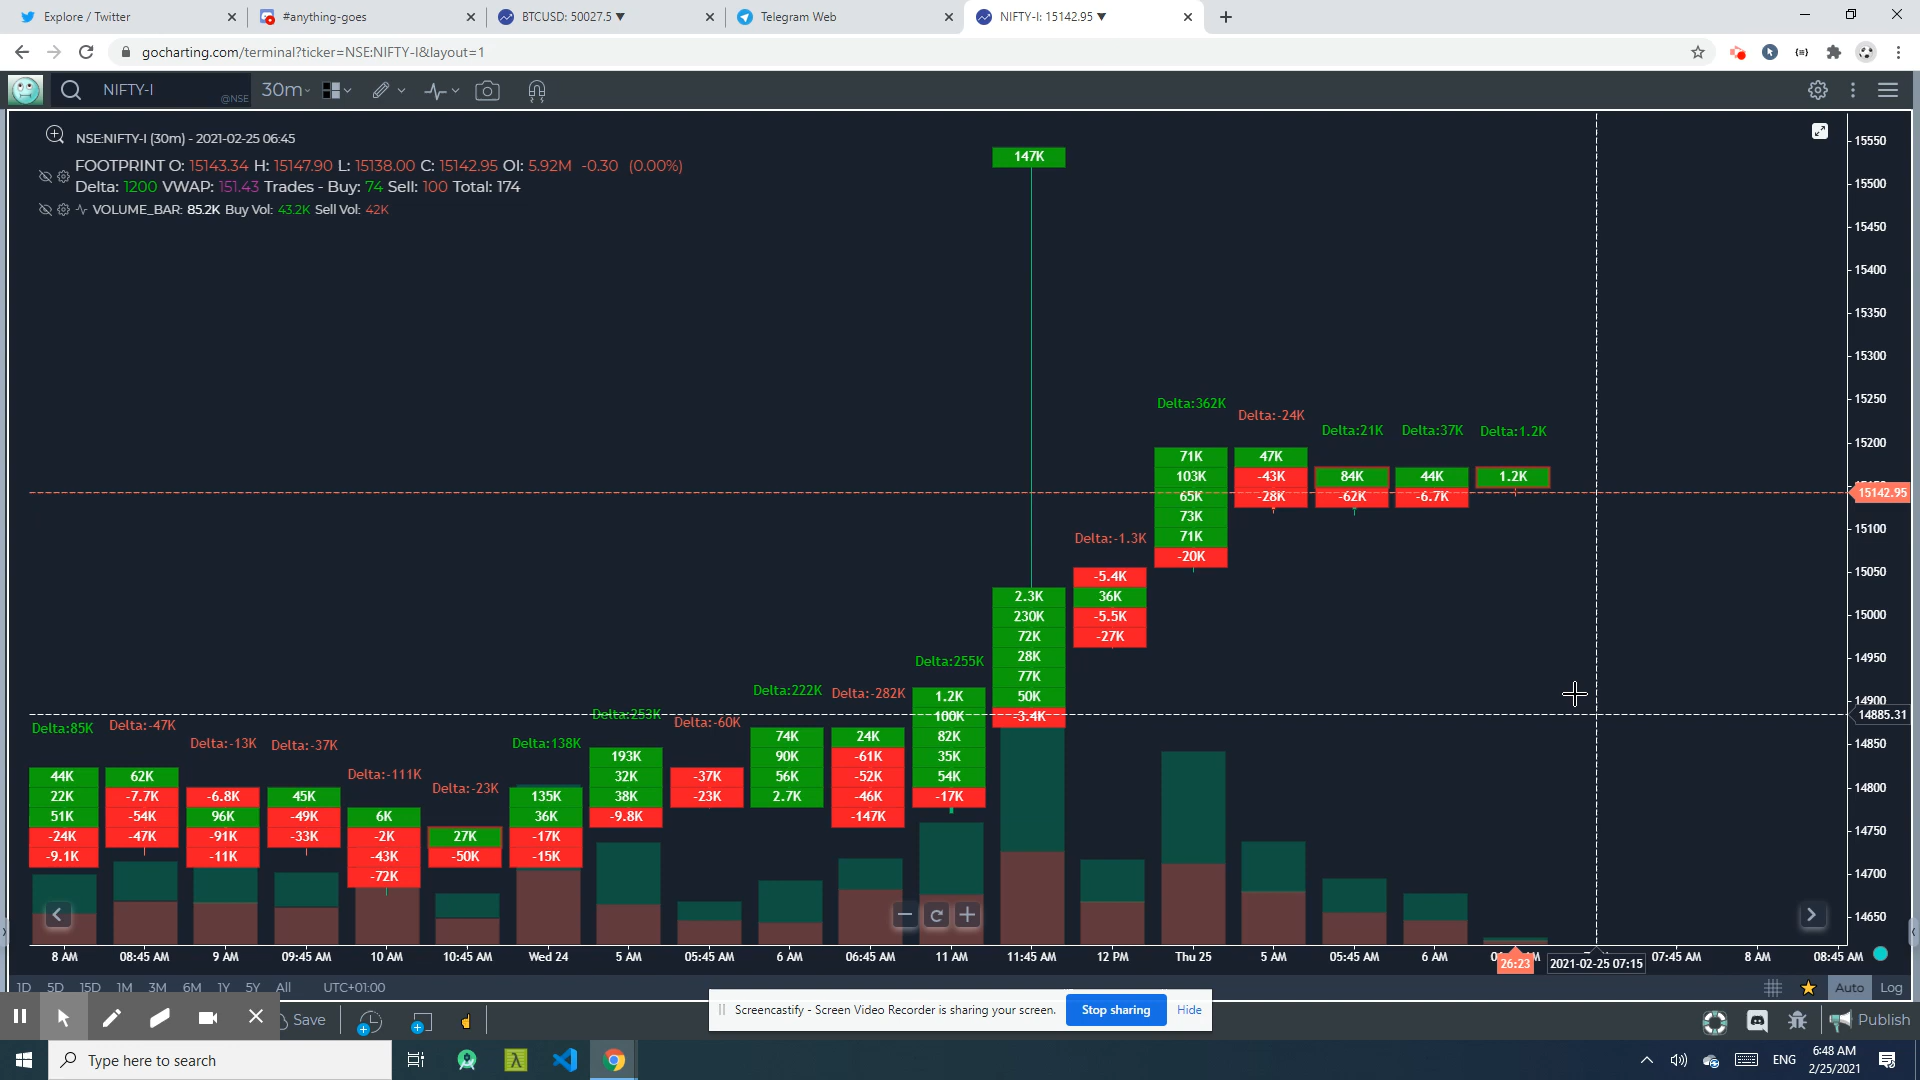 Explore / Twitter
#anything-goes
BTCUSD: 50027.5 ▼
Telegram Web
NIFTY-I: 15142.95 ▼
gocharting.com/terminal?ticker=NSE:NIFTY-I&layout=1
NIFTY-I @NSE 30m
NSE:NIFTY-I (30m) - 2021-02-25 06:45
FOOTPRINT O: 15143.34 H: 15147.90 L: 15138.00 C: 15142.95 OI: 5.92M -0.30 (0.00%)
Delta: 1200 VWAP: 151.43 Trades - Buy: 74 Sell: 100 Total: 174
VOLUME_BAR: 85.2K Buy Vol: 43.2K Sell Vol: 42K
Delta:85K
44K
22K
51K
-24K
-9.1K
Delta:-47K
62K
-7.7K
-54K
-47K
Delta:-13K
-6.8K
96K
-91K
-11K
Delta:-37K
45K
-49K
-33K
Delta:-111K
6K
-2K
-43K
-72K
Delta:-23K
27K
-50K
Delta:138K
135K
36K
-17K
-15K
Delta:253K
193K
32K
38K
-9.8K
Delta:-60K
-37K
-23K
Delta:222K
74K
90K
56K
2.7K
Delta:-282K
24K
-61K
-52K
-46K
-147K
Delta:255K
1.2K
100K
82K
35K
54K
-17K
147K
2.3K
230K
72K
28K
77K
50K
-3.4K
Delta:-1.3K
-5.4K
36K
-5.5K
-27K
Delta:362K
71K
103K
65K
73K
71K
-20K
Delta:-24K
47K
-43K
-28K
Delta:21K
84K
-62K
Delta:37K
44K
-6.7K
Delta:1.2K
1.2K
15550
15500
15450
15400
15350
15300
15250
15200
15142.95
15100
15050
15000
14950
14900
14885.31
14850
14800
14750
14700
14650
8 AM 08:45 AM 9 AM 09:45 AM 10 AM 10:45 AM Wed 24 5 AM 05:45 AM 6 AM 06:45 AM 11 AM 11:45 AM 12 PM Thu 25 5 AM 05:45 AM 6 AM 26:23 2021-02-25 07:15 07:45 AM 8 AM 08:45 AM
1D 5D 15D 1M 3M 6M 1Y 5Y All UTC+01:00 Auto Log
Save
Screencastify - Screen Video Recorder is sharing your screen. Stop sharing Hide
Publish
Type here to search
ENG
6:48 AM
2/25/2021